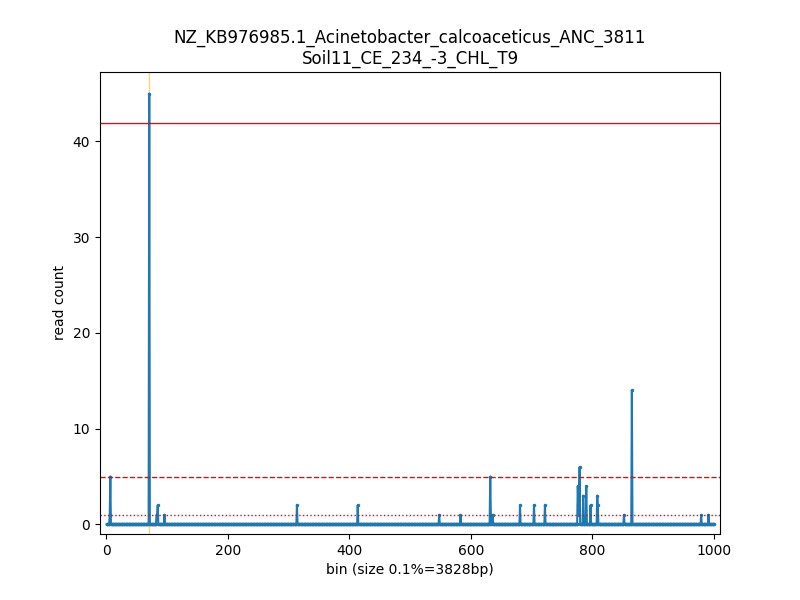 NZ_KB976985.1_Acinetobacter_calcoaceticus_ANC_3811
Soil11_CE_234_-3_CHL_T9
read count
40
30
20
10
0
0 200 400 600 800 1000
bin (size 0.1%=3828bp)